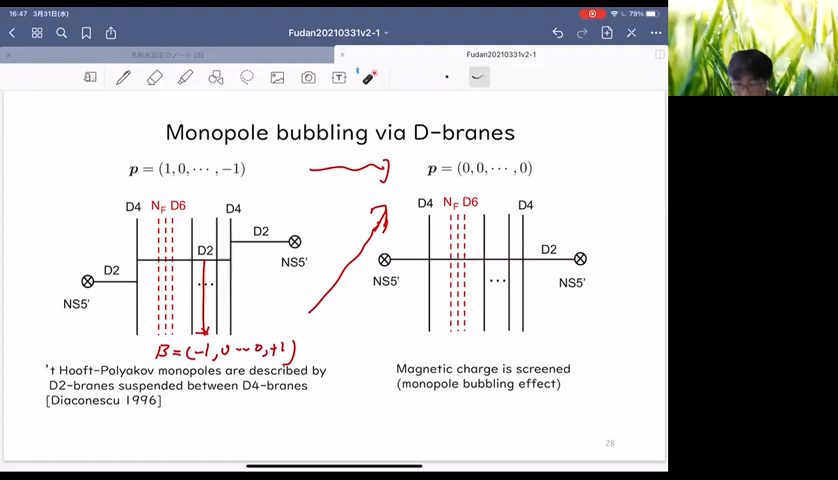 16:47 3月31日(水)
79%
Fudan20210331v2-1
名称未設定のノート (3)
Fudan20210331v2-1
Monopole bubbling via D-branes
p = (1, 0, ⋯ , −1)
p = (0, 0, ⋯ , 0)
D4 NF D6 D4
D2
D2
D2
NS5'
NS5'
...
B = (-1, 0 --- 0, +1)
D4 NF D6 D4
D2
NS5'
NS5'
...
't Hooft-Polyakov monopoles are described by
D2-branes suspended between D4-branes
[Diaconescu 1996]
Magnetic charge is screened
(monopole bubbling effect)
28